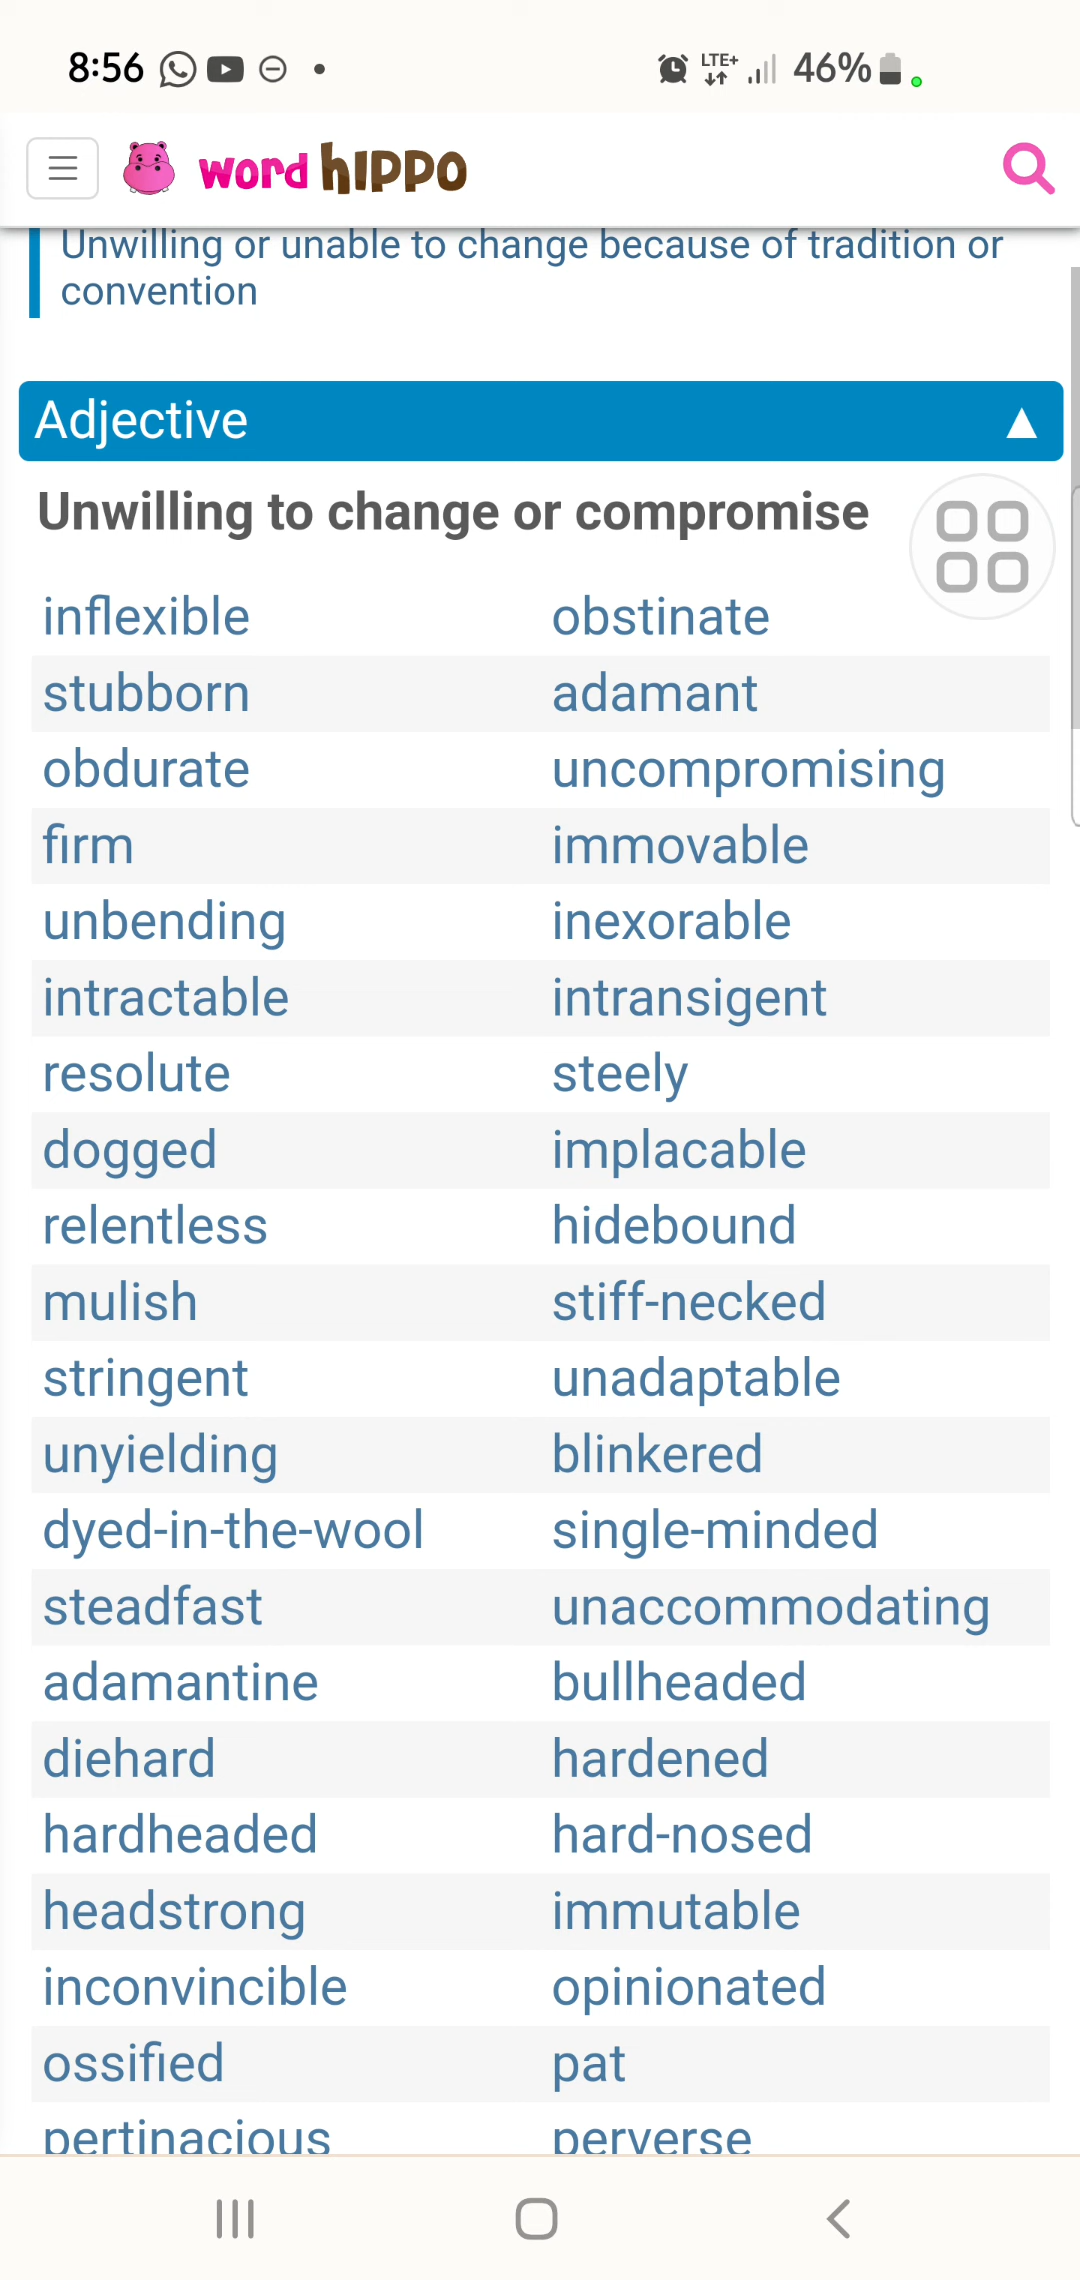 8:56 LTE+ 46%
word hippo
Unwilling or unable to change because of tradition or
convention
Adjective
Unwilling to change or compromise
inflexible obstinate
stubborn adamant
obdurate uncompromising
firm immovable
unbending inexorable
intractable intransigent
resolute steely
dogged implacable
relentless hidebound
mulish stiff-necked
stringent unadaptable
unyielding blinkered
dyed-in-the-wool single-minded
steadfast unaccommodating
adamantine bullheaded
diehard hardened
hardheaded hard-nosed
headstrong immutable
inconvincible opinionated
ossified pat
pertinacious perverse